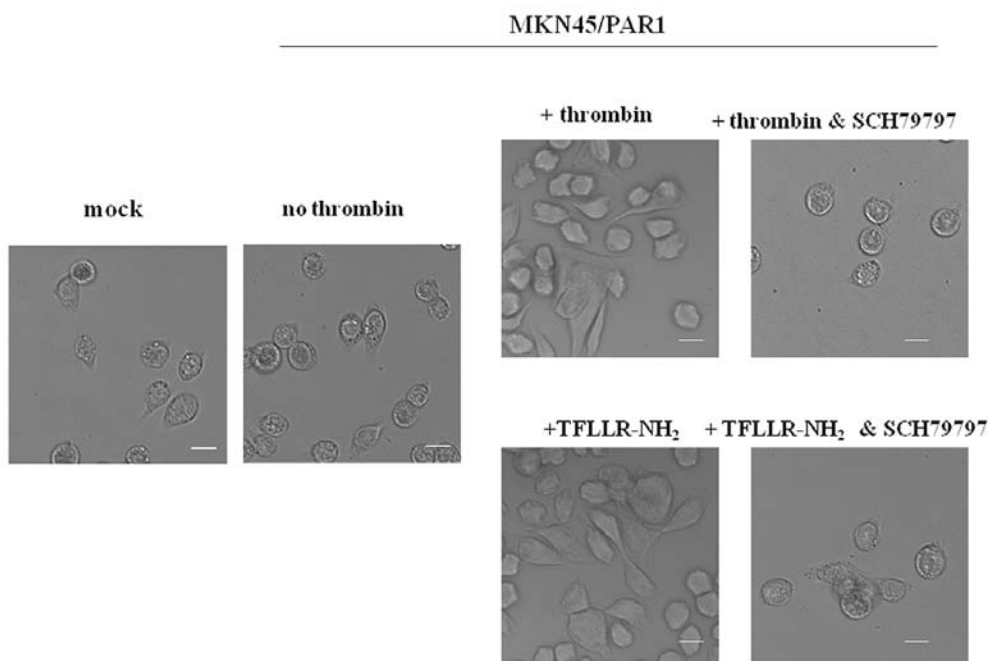 MKN45/PAR1
+ thrombin
+ thrombin & SCH79797
mock
no thrombin
+TFLLR-NH₂
+ TFLLR-NH₂ & SCH79797